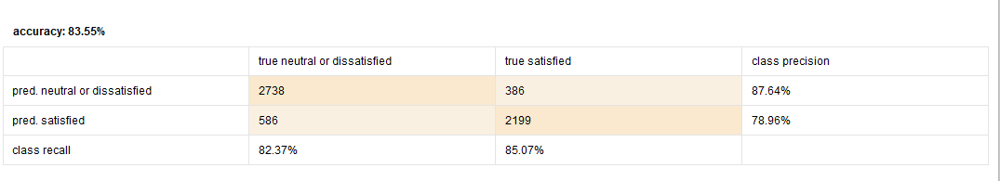 accuracy: 83.55%
true neutral or dissatisfied true satisfied class precision
pred. neutral or dissatisfied 2738 386 87.64%
pred. satisfied 586 2199 78.96%
class recall 82.37% 85.07%